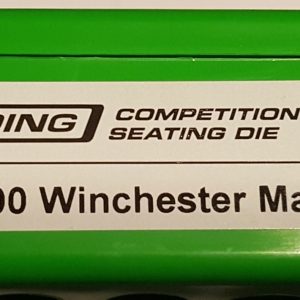 DING COMPETITION
SEATING DIE
00 Winchester Ma